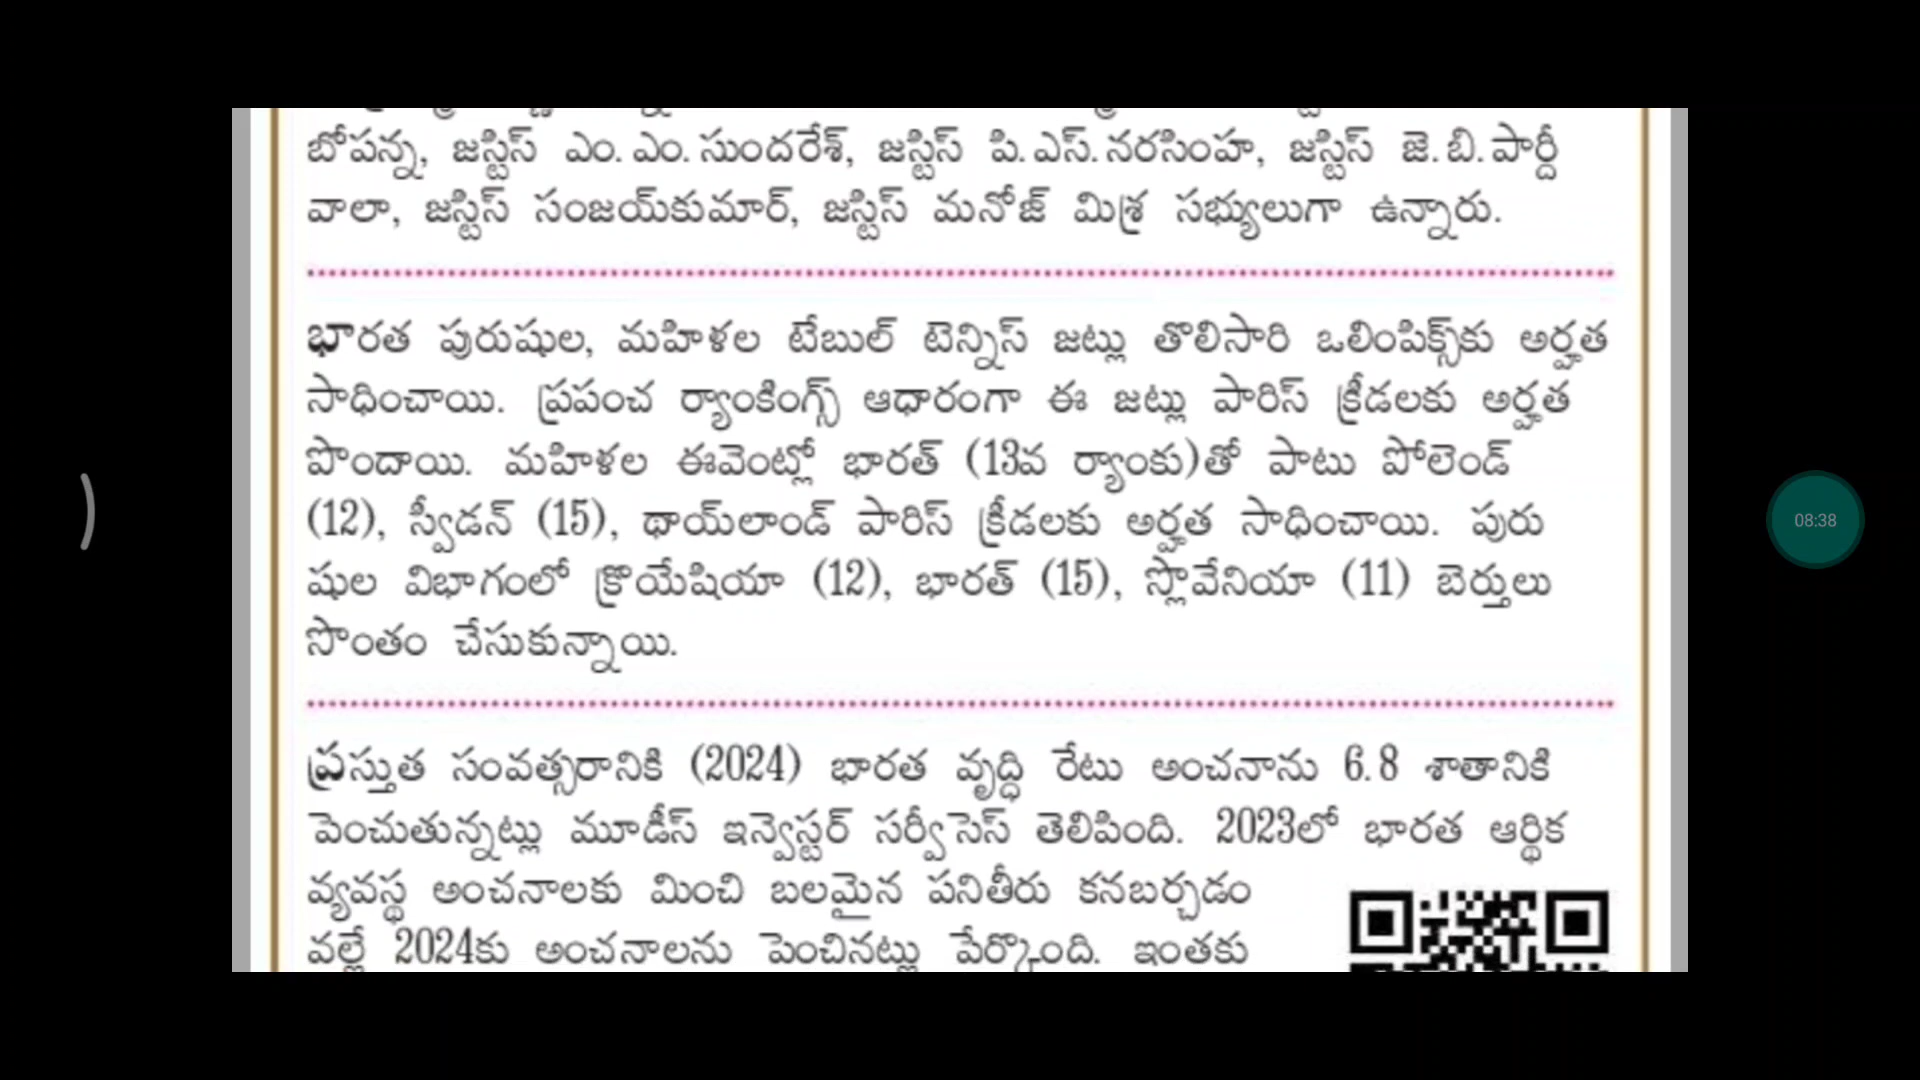 బోపన్న, జస్టిస్ ఎం.ఎం.సుందరేశ్, జస్టిస్ పి.ఎస్.నరసింహ, జస్టిస్ జె.బి.పార్దీ
వాలా, జస్టిస్ సంజయ్‌కుమార్, జస్టిస్ మనోజ్ మిశ్ర సభ్యులుగా ఉన్నారు.
భారత పురుషుల, మహిళల టేబుల్ టెన్నిస్ జట్లు తొలిసారి ఒలింపిక్స్‌కు అర్హత
సాధించాయి. ప్రపంచ ర్యాంకింగ్స్ ఆధారంగా ఈ జట్లు పారిస్ క్రీడలకు అర్హత
పొందాయి. మహిళల ఈవెంట్లో భారత్ (13వ ర్యాంకు)తో పాటు పోలెండ్
(12), స్వీడన్ (15), థాయ్‌లాండ్ పారిస్ క్రీడలకు అర్హత సాధించాయి. పురు
షుల విభాగంలో క్రొయేషియా (12), భారత్ (15), స్లొవేనియా (11) బెర్తులు
సొంతం చేసుకున్నాయి.
ప్రస్తుత సంవత్సరానికి (2024) భారత వృద్ధి రేటు అంచనాను 6.8 శాతానికి
పెంచుతున్నట్లు మూడీస్ ఇన్వెస్టర్ సర్వీసెస్ తెలిపింది. 2023లో భారత ఆర్థిక
వ్యవస్థ అంచనాలకు మించి బలమైన పనితీరు కనబర్చడం
వల్లే 2024కు అంచనాలను పెంచినట్లు పేర్కొంది. ఇంతకు
08:38